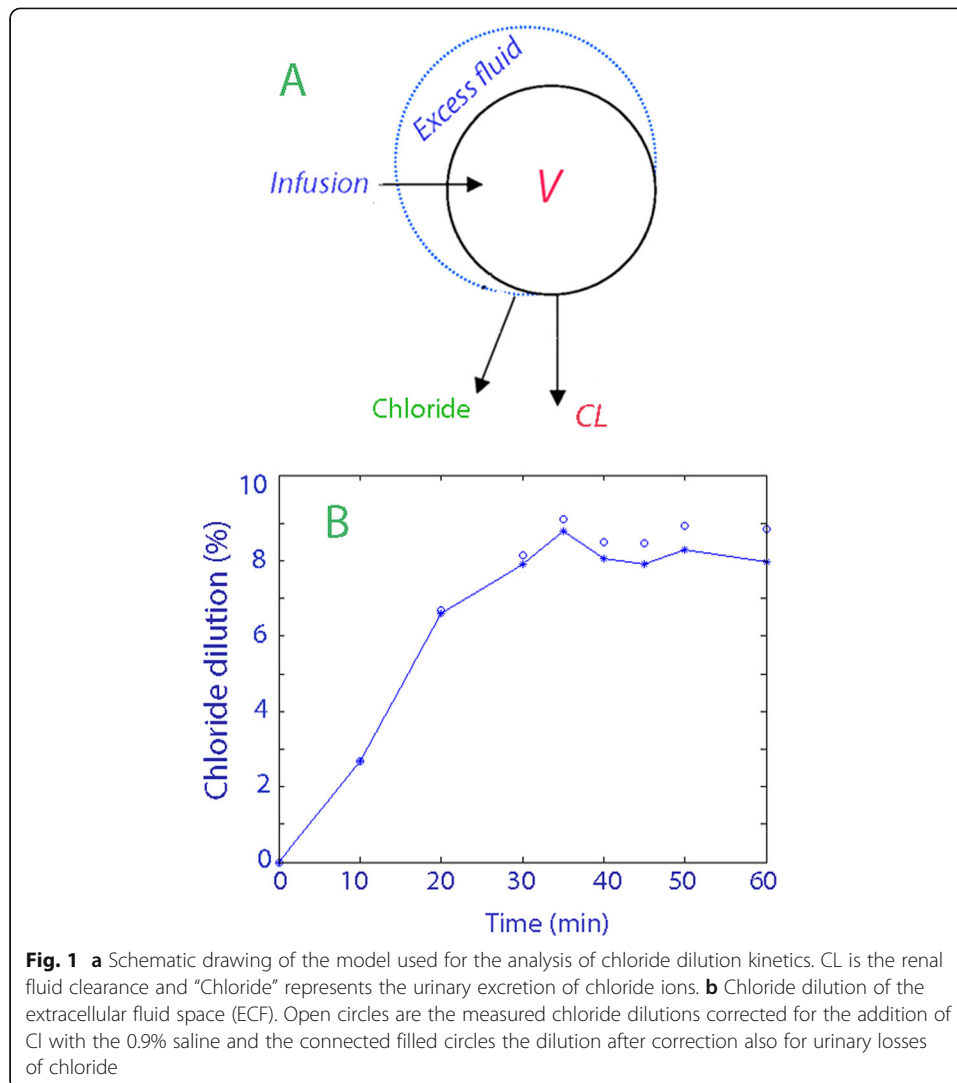 A
Excess fluid
Infusion
V
Chloride
CL
B
Chloride dilution (%)
10
8
6
4
2
0
0 10 20 30 40 50 60
Time (min)
Fig. 1 a Schematic drawing of the model used for the analysis of chloride dilution kinetics. CL is the renal
fluid clearance and “Chloride” represents the urinary excretion of chloride ions. b Chloride dilution of the
extracellular fluid space (ECF). Open circles are the measured chloride dilutions corrected for the addition of
Cl with the 0.9% saline and the connected filled circles the dilution after correction also for urinary losses
of chloride